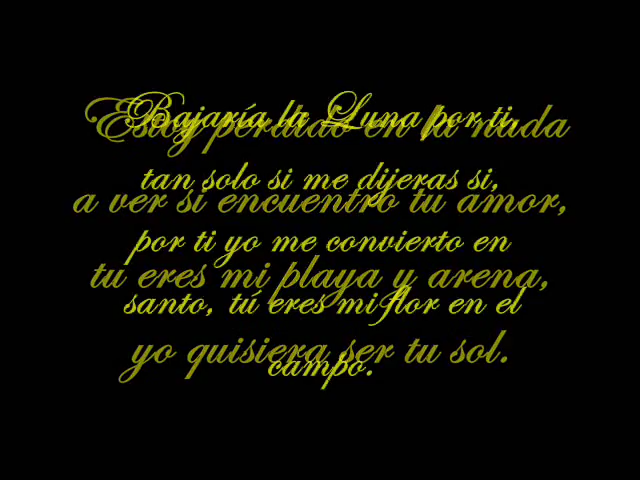 Bajaría la Luna por ti,
tan solo si me dijeras si,
por ti yo me convierto en
santo, tú eres mi flor en el
campo.
Estoy perdido en la nada
a ver si encuentro tu amor,
tu eres mi playa y arena,
yo quisiera ser tu sol.